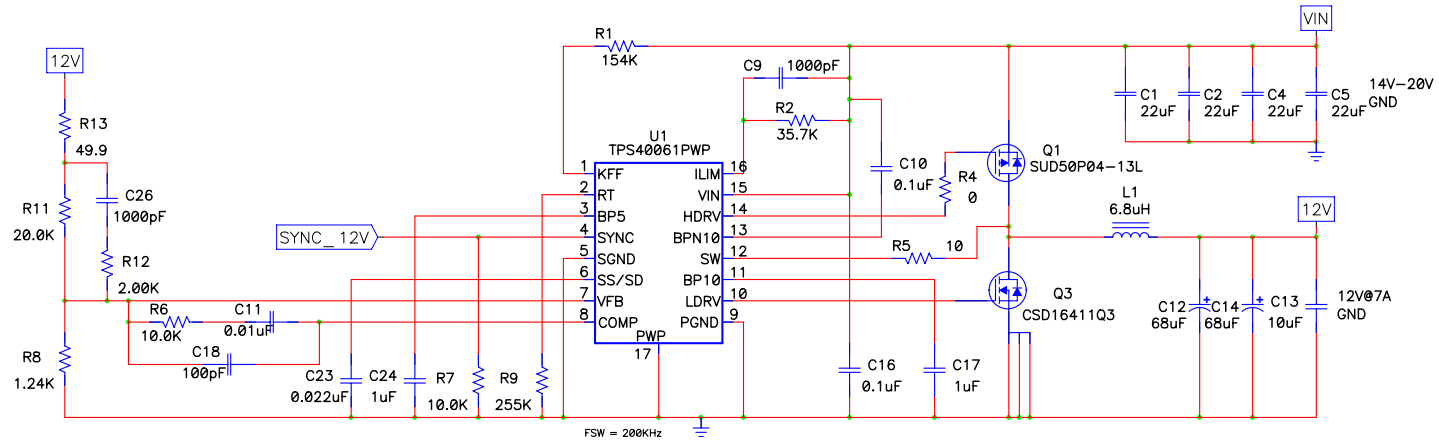 VIN
12V
R1
154K
C9
1000pF
R2
35.7K
C1
22uF
C2
22uF
C4
22uF
C5
22uF
14V-20V
GND
R13
49.9
U1
TPS40061PWP
C10
0.1uF
R4
0
Q1
SUD50P04-13L
L1
6.8uH
12V
C26
1000pF
R11
20.0K
SYNC_12V
R12
2.00K
1 KFF
2 RT
3 BP5
4 SYNC
5 SGND
6 SS/SD
7 VFB
8 COMP
ILIM 16
VIN 15
HDRV 14
BPN10 13
SW 12
BP10 11
LDRV 10
PGND 9
PWP
17
R5 10
Q3
CSD16411Q3
C12
68uF
C14
68uF
C13
10uF
12V@7A
GND
R6
10.0K
C11
0.01uF
C18
100pF
R8
1.24K
C23
0.022uF
C24
1uF
R7
10.0K
R9
255K
C16
0.1uF
C17
1uF
FSW = 200KHz